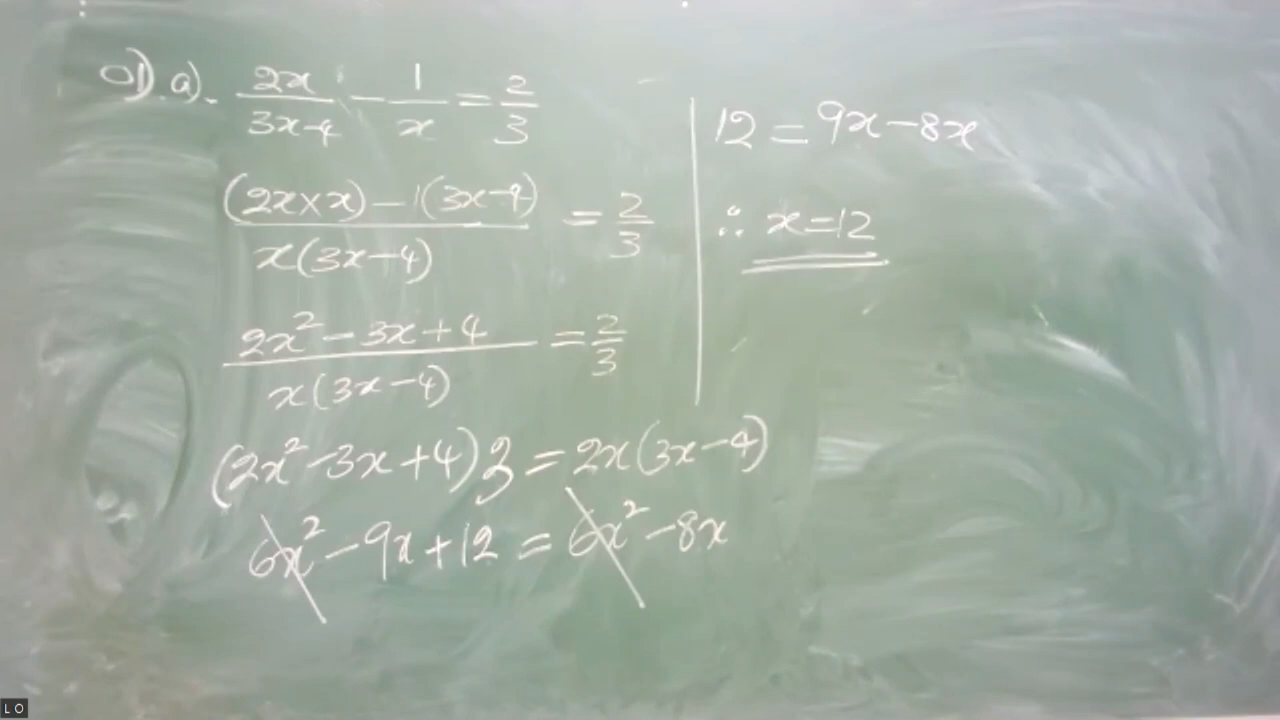 01) a). 2x/3x-4 - 1/x = 2/3
(2x×x) - 1(3x-4) / x(3x-4) = 2/3
2x² - 3x + 4 / x(3x-4) = 2/3
(2x² - 3x + 4) 3 = 2x(3x-4)
6x² - 9x + 12 = 6x² - 8x
12 = 9x - 8x
∴ x = 12
LO